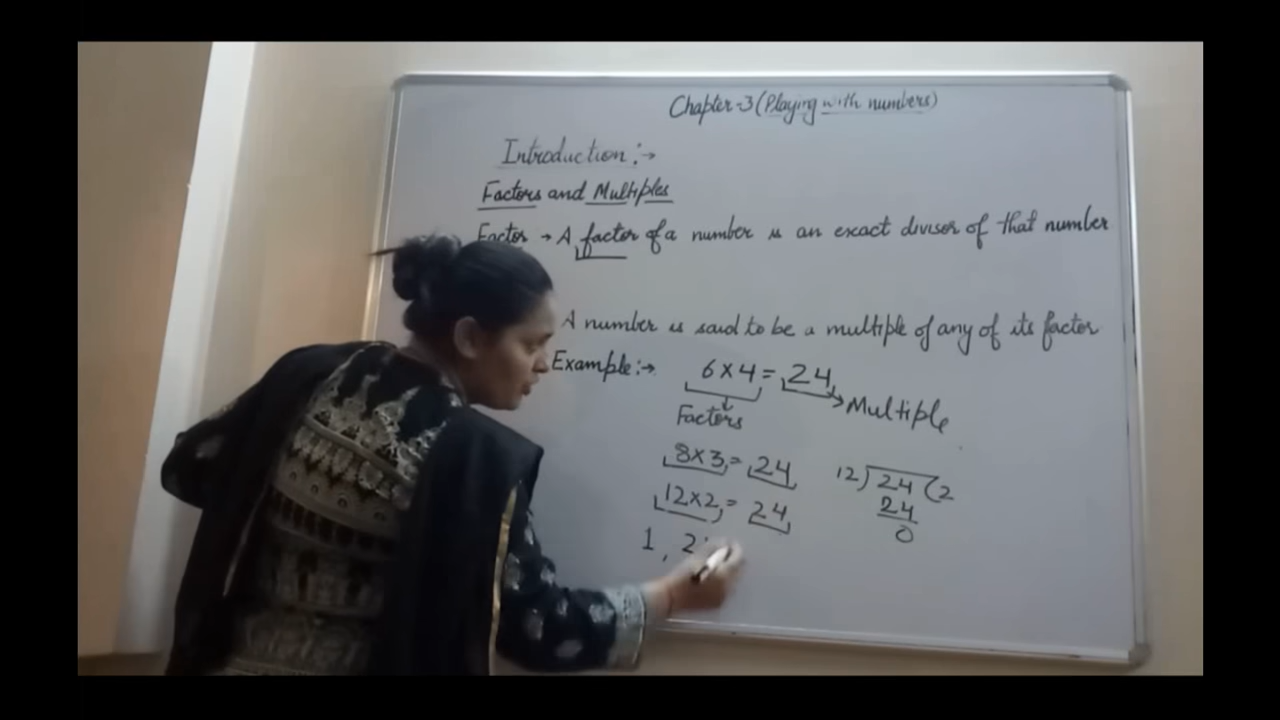 Chapter-3 (Playing with numbers)
Introduction :→
Factors and Multiples
Factor → A factor of a number is an exact divisor of that number
A number is said to be a multiple of any of its factor
Example :→ 6 × 4 = 24
Factors → Multiple
8 × 3 = 24
12 × 2 = 24
12 ) 24 ( 2
24
0
1, 2